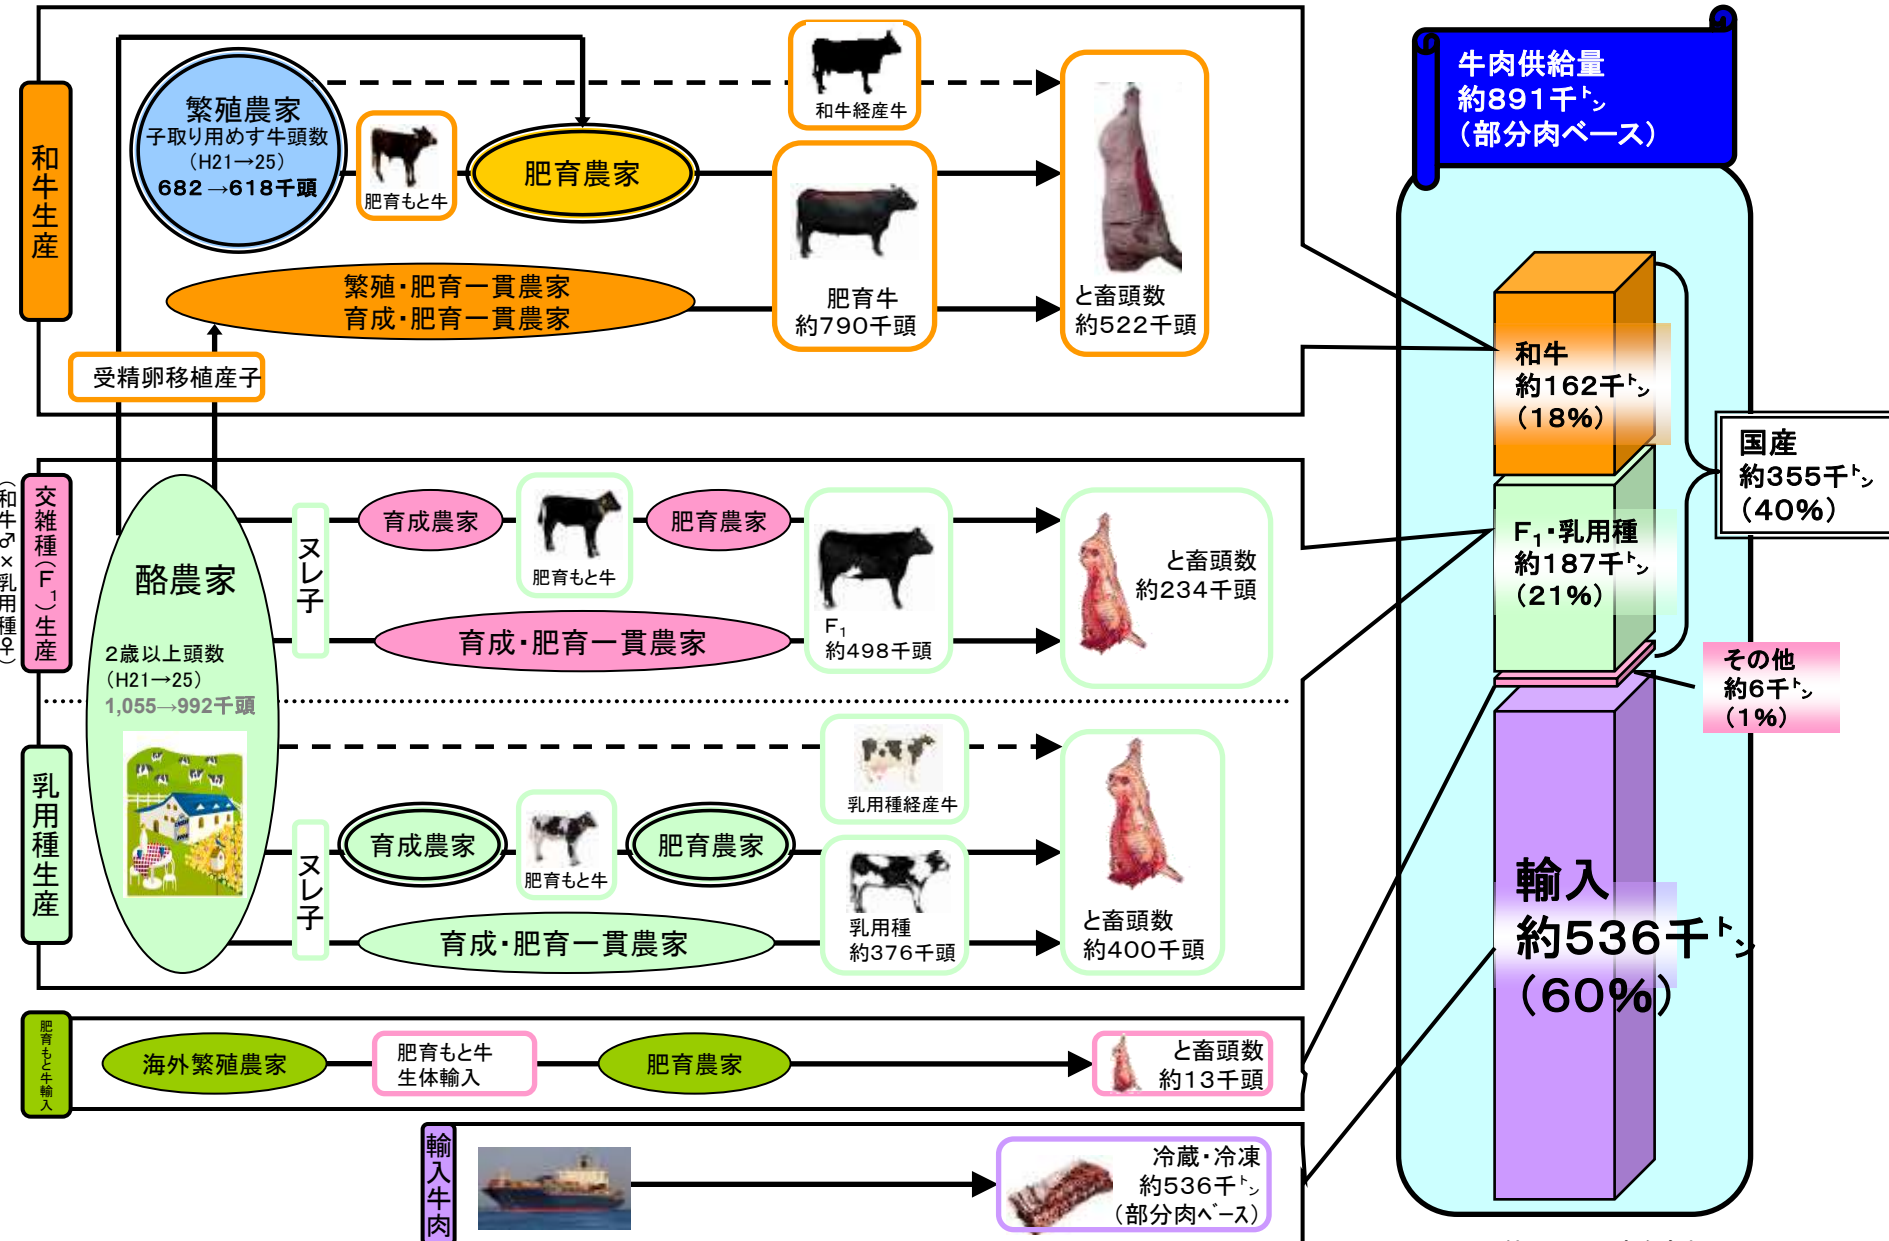 和牛生産
繁殖農家
子取り用めす牛頭数
(H21→25)
682→618千頭
肥育もと牛
肥育農家
和牛経産牛
肥育牛
約790千頭
と畜頭数
約522千頭
繁殖・肥育一貫農家
育成・肥育一貫農家
受精卵移植産子
交雑種(F1)生産
(和牛♂×乳用種♀)
酪農家
2歳以上頭数
(H21→25)
1,055→992千頭
ヌレ子
育成農家
肥育もと牛
肥育農家
育成・肥育一貫農家
F1
約498千頭
と畜頭数
約234千頭
乳用種生産
ヌレ子
育成農家
肥育もと牛
肥育農家
育成・肥育一貫農家
乳用種経産牛
乳用種
約376千頭
と畜頭数
約400千頭
肥育もと牛輸入
海外繁殖農家
肥育もと牛
生体輸入
肥育農家
と畜頭数
約13千頭
輸入牛肉
冷蔵・冷凍
約536千トン
(部分肉ベース)
牛肉供給量
約891千トン
(部分肉ベース)
和牛
約162千トン
(18%)
F1・乳用種
約187千トン
(21%)
国産
約355千トン
(40%)
その他
約6千トン
(1%)
輸入
約536千トン
(60%)